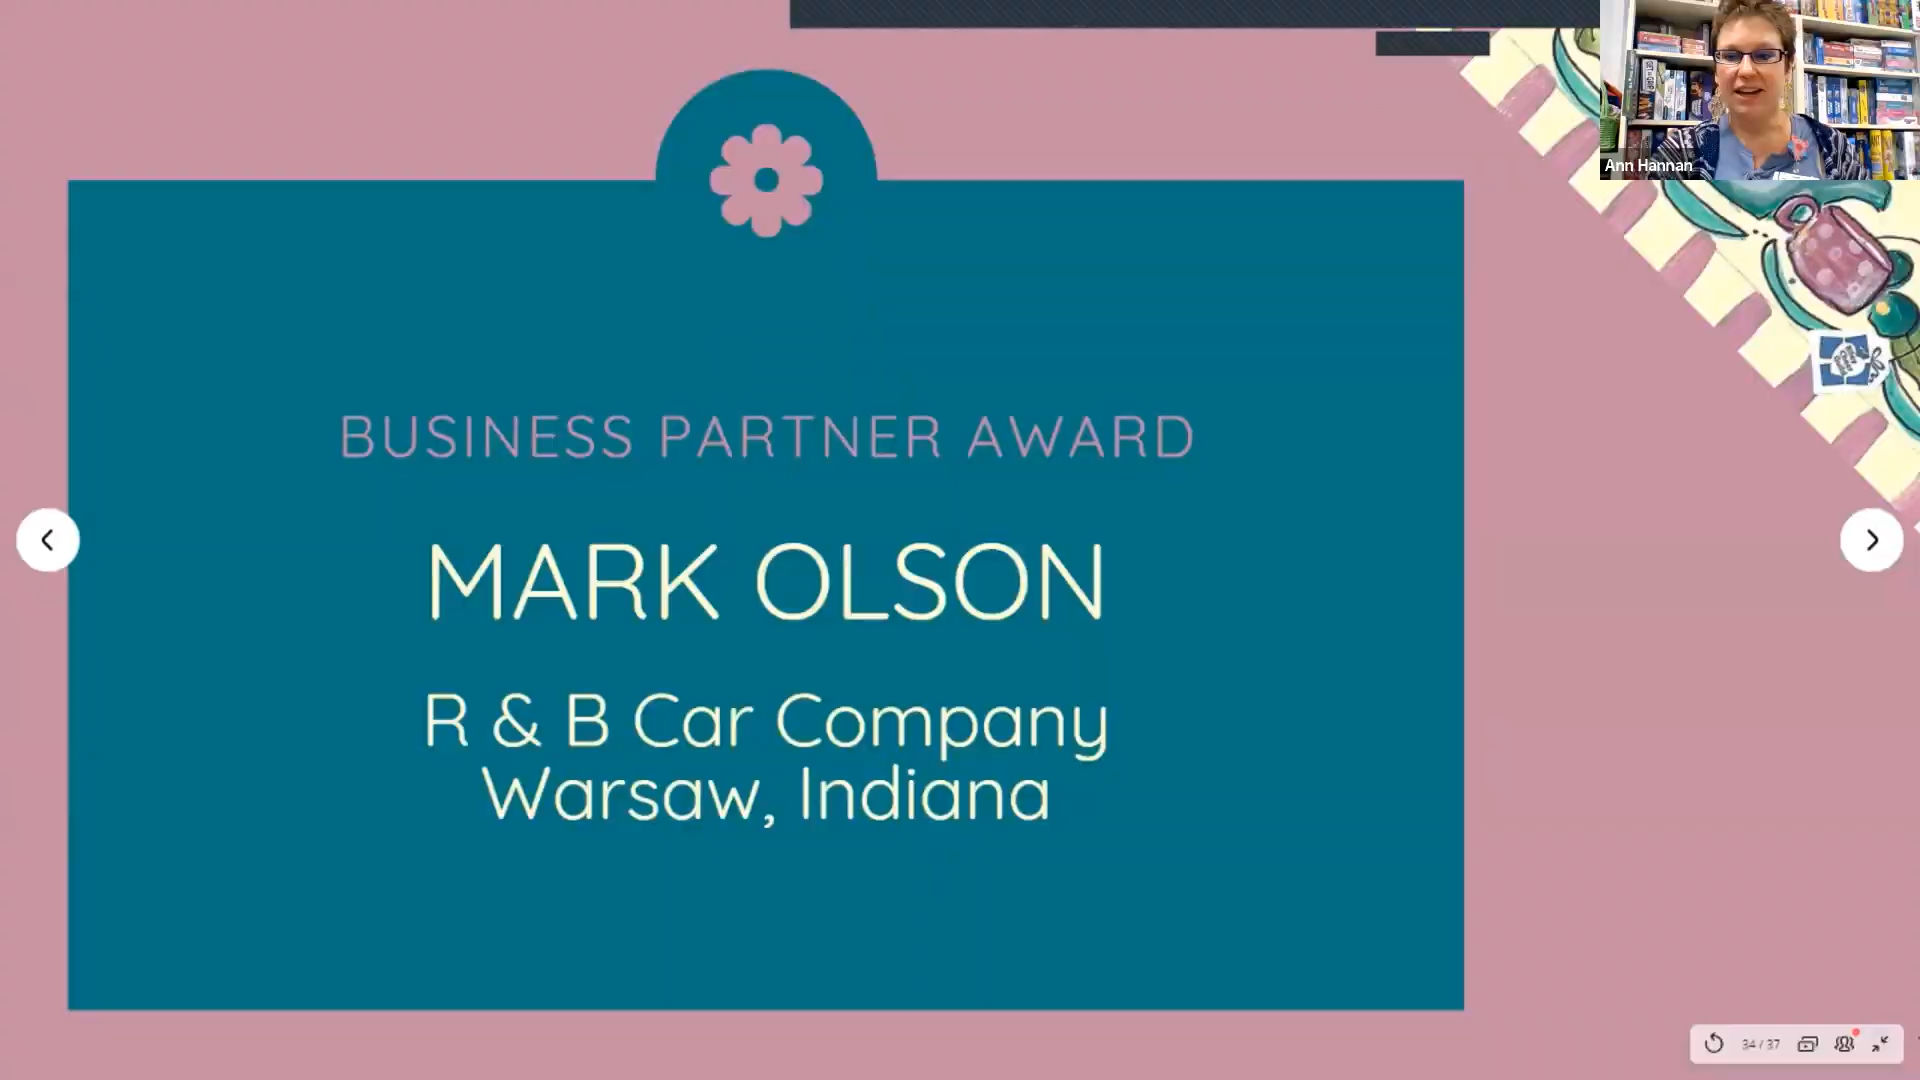 Ann Hannan
BUSINESS PARTNER AWARD
MARK OLSON
R & B Car Company
Warsaw, Indiana
34 / 37